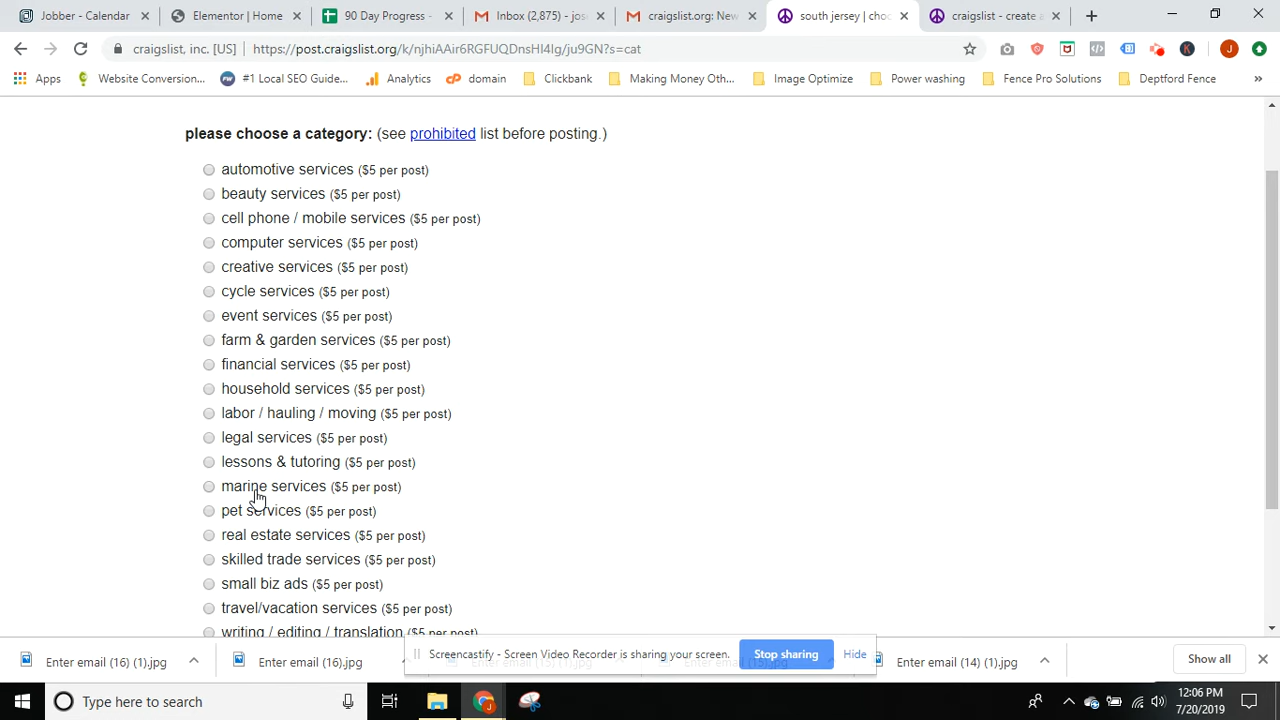 Jobber - Calendar
Elementor | Home
90 Day Progress -
Inbox (2,875) - jos
craigslist.org: New
south jersey | choo
craigslist - create a
craigslist, inc. [US] | https://post.craigslist.org/k/njhiAAir6RGFUQDnsHl4lg/ju9GN?s=cat
Apps
Website Conversion...
#1 Local SEO Guide...
Analytics
domain
Clickbank
Making Money Oth...
Image Optimize
Power washing
Fence Pro Solutions
Deptford Fence
»
please choose a category: (see prohibited list before posting.)
automotive services ($5 per post)
beauty services ($5 per post)
cell phone / mobile services ($5 per post)
computer services ($5 per post)
creative services ($5 per post)
cycle services ($5 per post)
event services ($5 per post)
farm & garden services ($5 per post)
financial services ($5 per post)
household services ($5 per post)
labor / hauling / moving ($5 per post)
legal services ($5 per post)
lessons & tutoring ($5 per post)
marine services ($5 per post)
pet services ($5 per post)
real estate services ($5 per post)
skilled trade services ($5 per post)
small biz ads ($5 per post)
travel/vacation services ($5 per post)
writing / editing / translation ($5 per post)
Screencastify - Screen Video Recorder is sharing your screen.
Stop sharing
Hide
Enter email (16) (1).jpg
Enter email (16).jpg
Enter email (14) (1).jpg
Show all
Type here to search
12:06 PM
7/20/2019